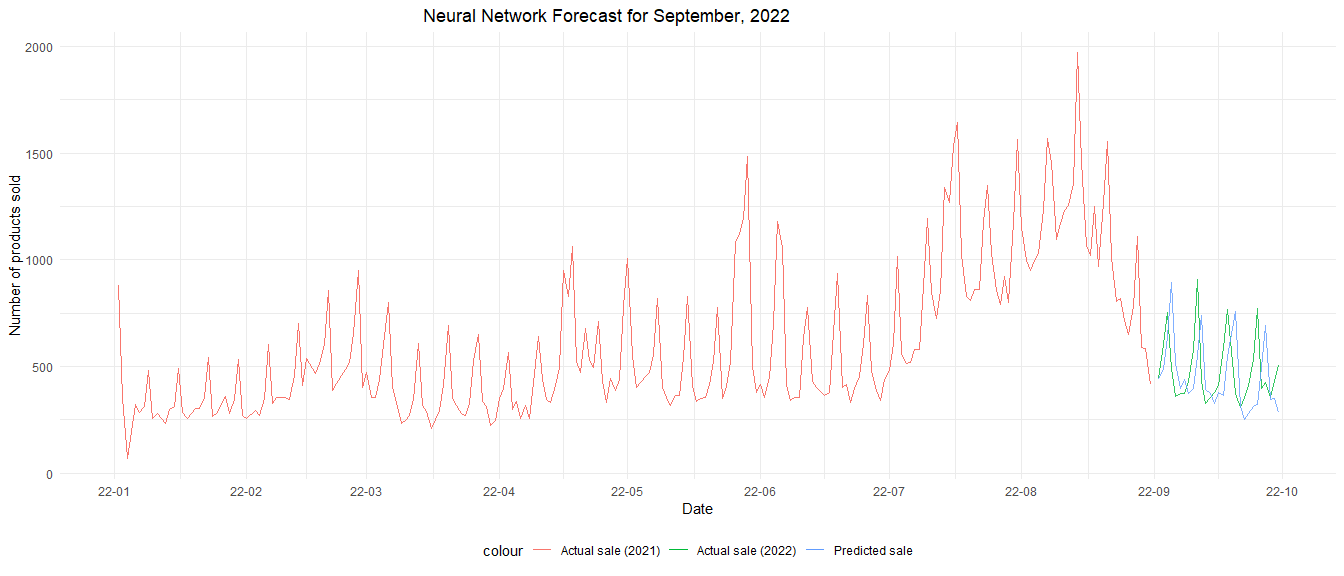 Neural Network Forecast for September, 2022
Number of products sold
2000
1500
1000
500
0
22-01 22-02 22-03 22-04 22-05 22-06 22-07 22-08 22-09 22-10
Date
colour Actual sale (2021) Actual sale (2022) Predicted sale